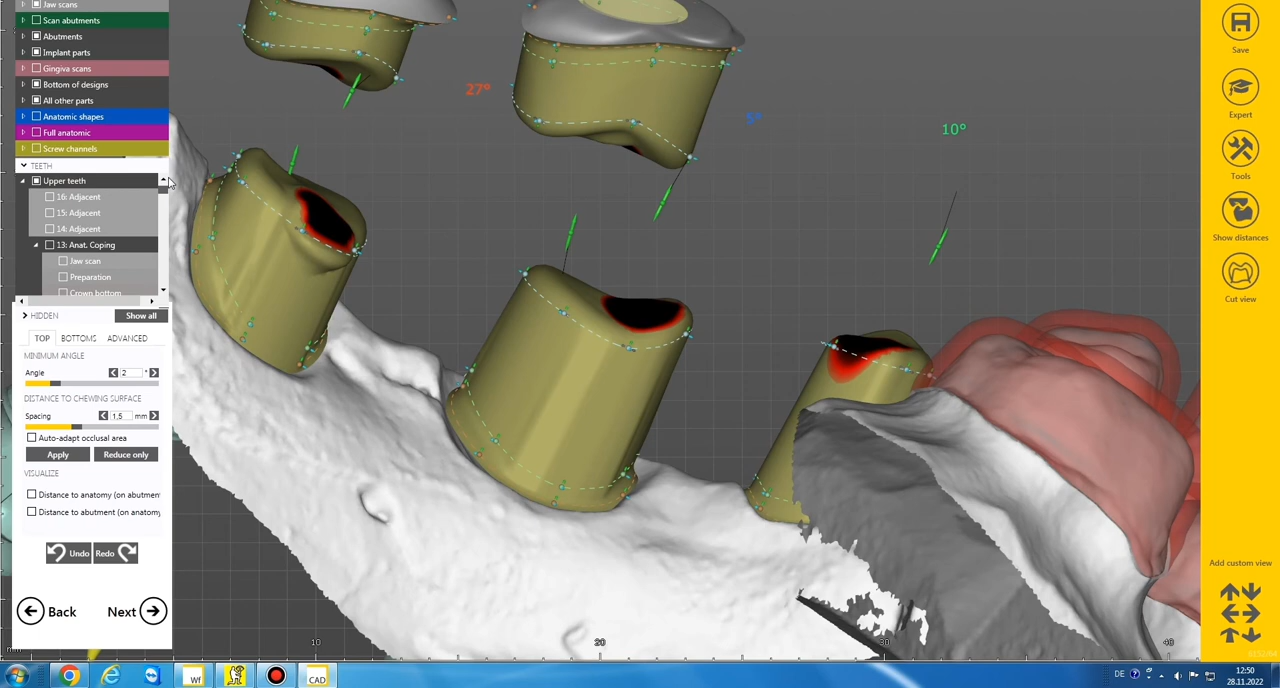 Jaw scans
Scan abutments
Abutments
Implant parts
Gingiva scans
Bottom of designs
All other parts
Anatomic shapes
Full anatomic
Screw channels
TEETH
Upper teeth
16: Adjacent
15: Adjacent
14: Adjacent
13: Anat. Coping
Jaw scan
Preparation
Crown bottom
HIDDEN
Show all
TOP BOTTOMS ADVANCED
MINIMUM ANGLE
Angle 2 °
DISTANCE TO CHEWING SURFACE
Spacing 1,5 mm
Auto-adapt occlusal area
Apply Reduce only
VISUALIZE
Distance to anatomy (on abutmen
Distance to abutment (on anatomy
Undo Redo
Back Next
27°
5°
10°
10 20 30 40
Save
Expert
Tools
Show distances
Cut view
Add custom view
Wf
CAD
DE
12:50
28.11.2022